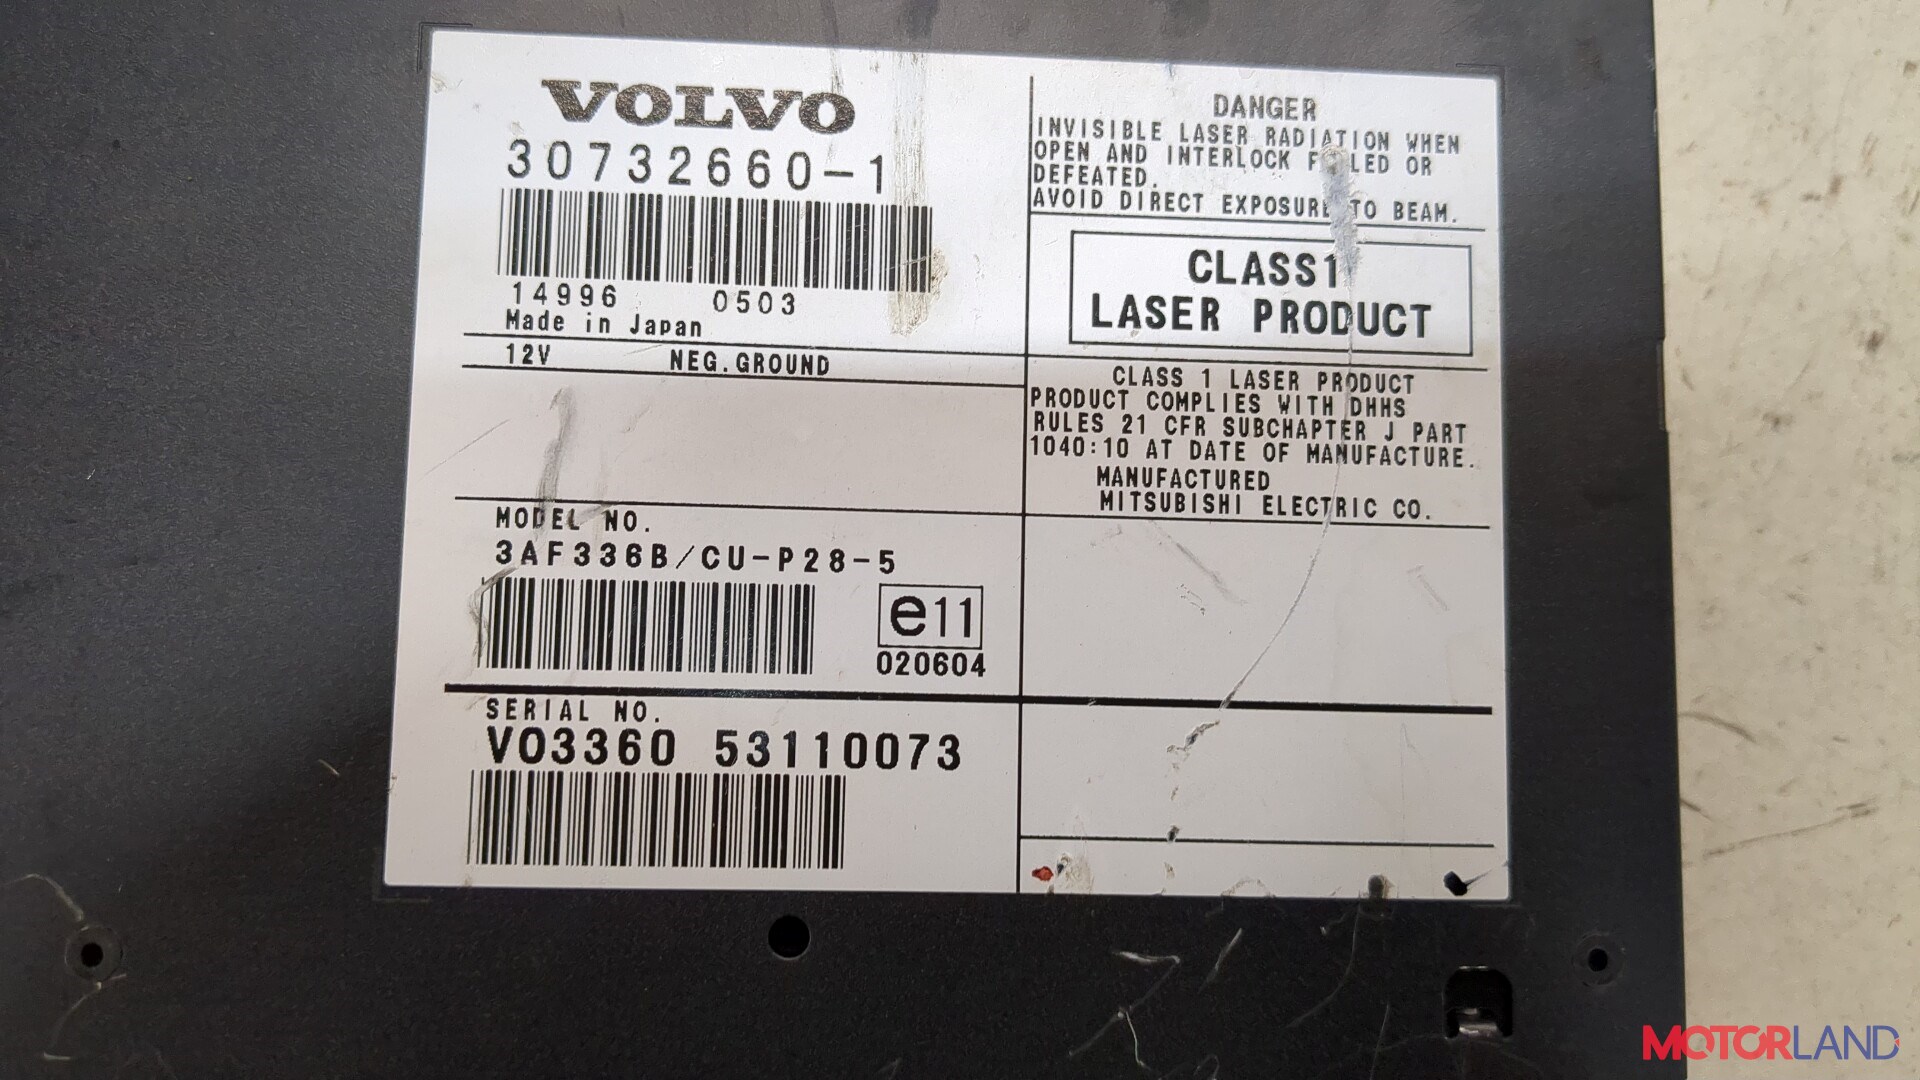 VOLVO
30732660-1
14996 0503
Made in Japan
12V NEG.GROUND
MODEL NO.
3AF336B/CU-P28-5
e11
020604
SERIAL NO.
VO3360 53110073
DANGER
INVISIBLE LASER RADIATION WHEN
OPEN AND INTERLOCK FAILED OR
DEFEATED.
AVOID DIRECT EXPOSURE TO BEAM.
CLASS1
LASER PRODUCT
CLASS 1 LASER PRODUCT
PRODUCT COMPLIES WITH DHHS
RULES 21 CFR SUBCHAPTER J PART
1040:10 AT DATE OF MANUFACTURE.
MANUFACTURED
MITSUBISHI ELECTRIC CO.
MOTORLAND